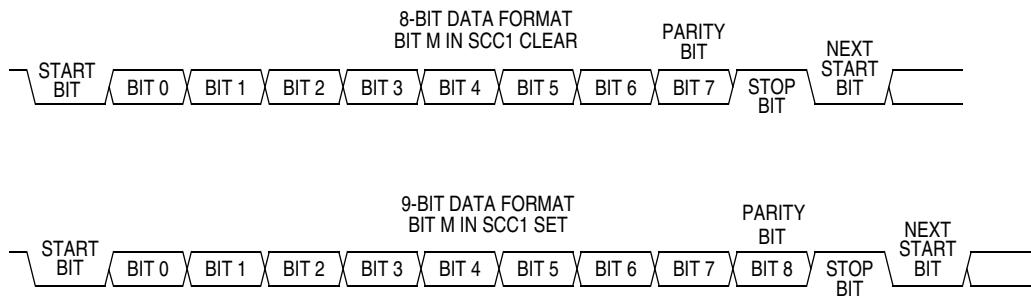 8-BIT DATA FORMAT
BIT M IN SCC1 CLEAR
PARITY
BIT
START
BIT
BIT 0
BIT 1
BIT 2
BIT 3
BIT 4
BIT 5
BIT 6
BIT 7
STOP
BIT
NEXT
START
BIT
9-BIT DATA FORMAT
BIT M IN SCC1 SET
PARITY
BIT
START
BIT
BIT 0
BIT 1
BIT 2
BIT 3
BIT 4
BIT 5
BIT 6
BIT 7
BIT 8
STOP
BIT
NEXT
START
BIT